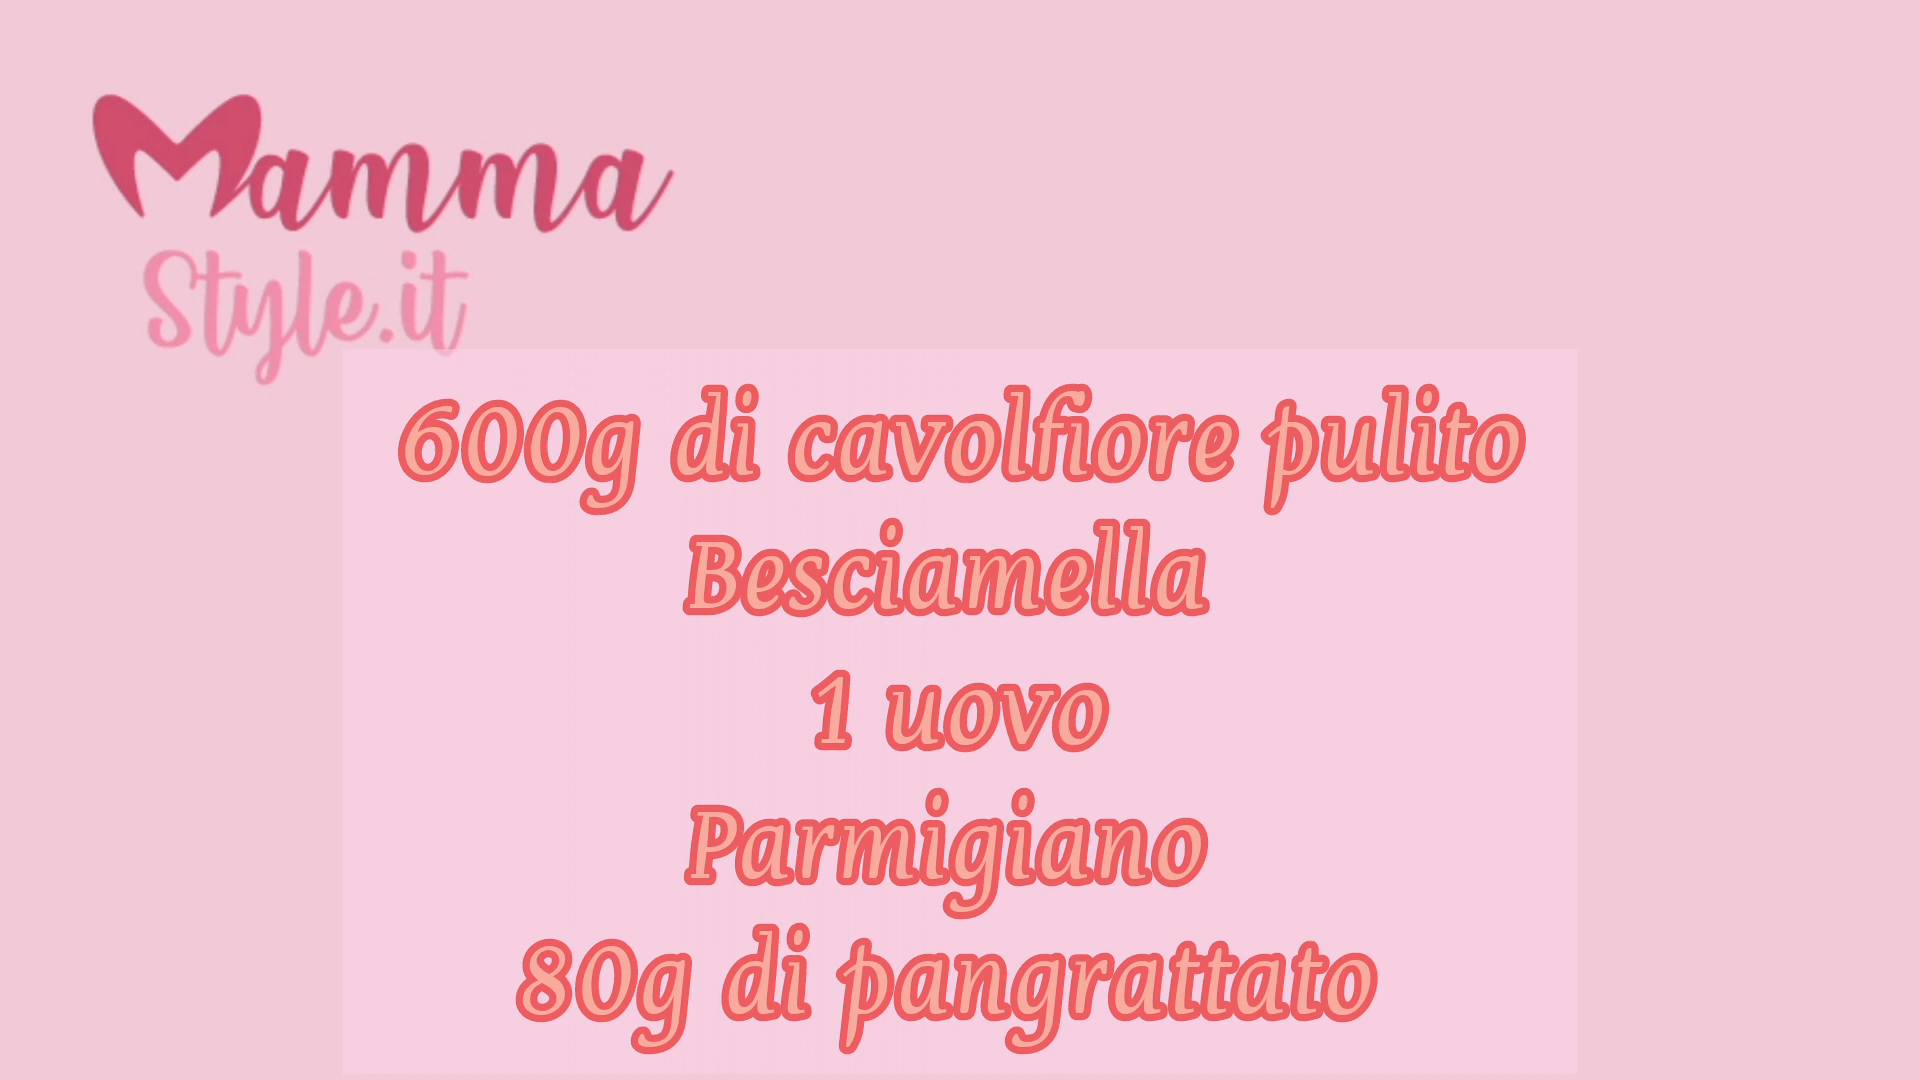 Mamma
Style.it
600g di cavolfiore pulito
Besciamella
1 uovo
Parmigiano
80g di pangrattato